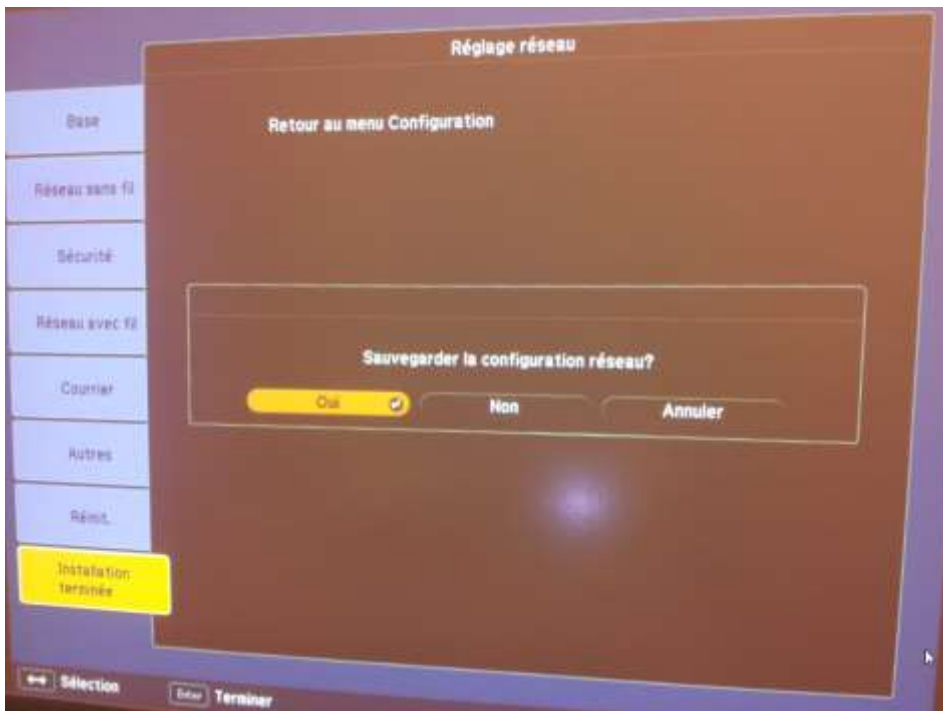 Réglage réseau
Base
Retour au menu Configuration
Réseau sans fil
Sécurité
Réseau avec fil
Sauvegarder la configuration réseau?
Courrier
Oui
Non
Annuler
Autres
Réinit.
Installation
terminée
Sélection
Enter Terminer